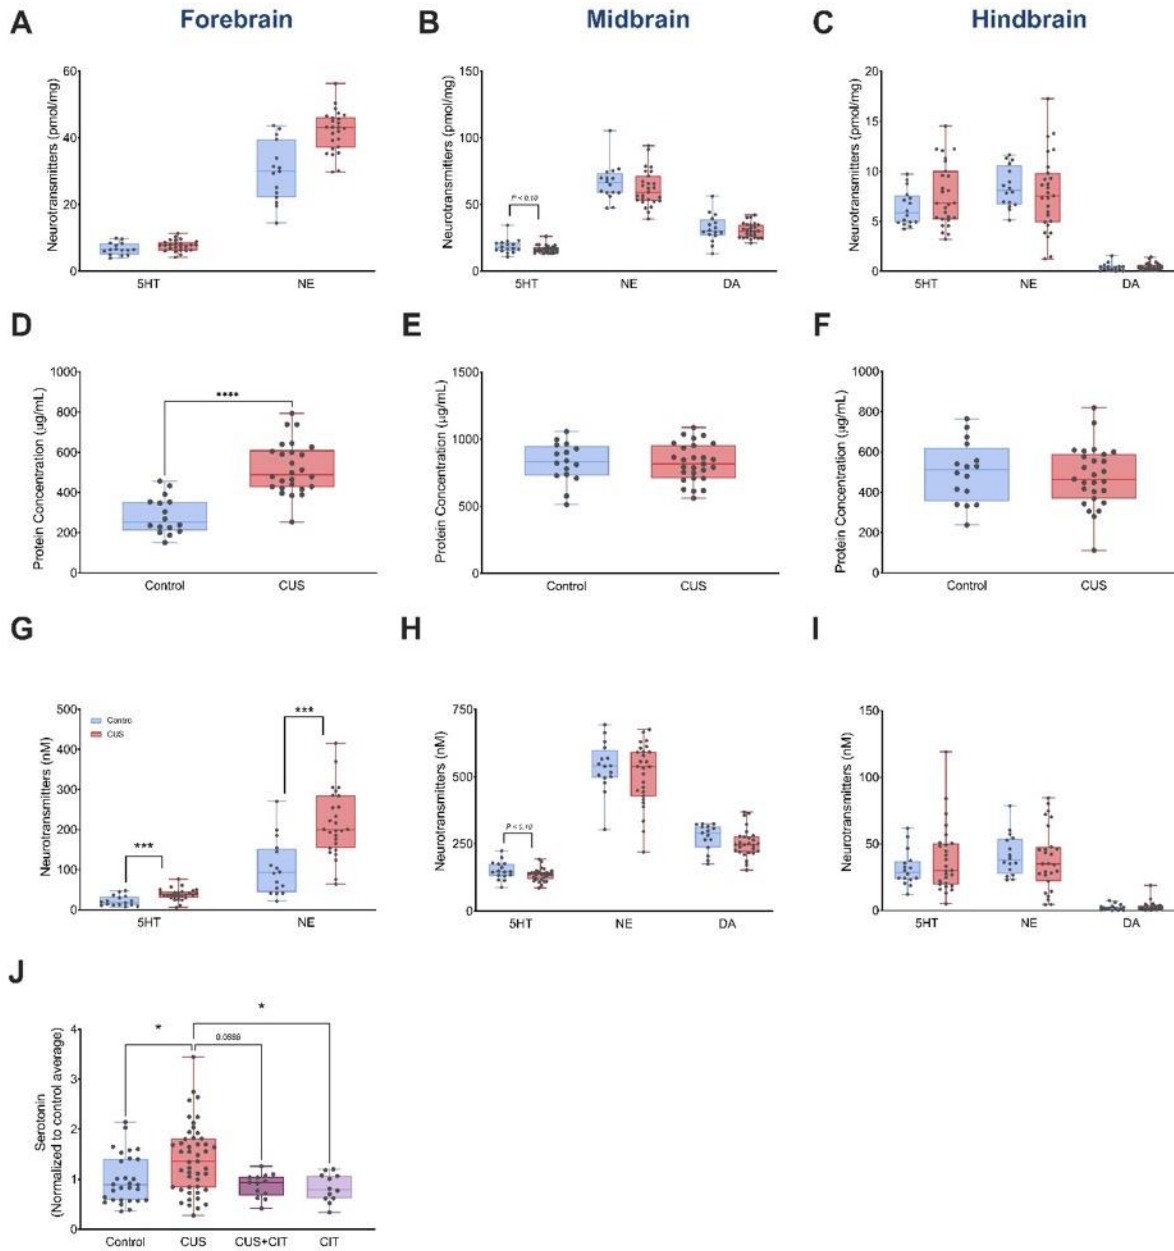 A Forebrain
B Midbrain
C Hindbrain
Neurotransmitters (pmol/mg)
60
40
20
0
5HT NE
Neurotransmitters (pmol/mg)
150
100
50
0
P < 0.10
5HT NE DA
Neurotransmitters (pmol/mg)
20
15
10
5
0
5HT NE DA
D
E
F
Protein Concentration (µg/mL)
1000
800
600
400
200
0
****
Control CUS
Protein Concentration (µg/mL)
1500
1000
500
0
Control CUS
Protein Concentration (µg/mL)
1000
800
600
400
200
0
Control CUS
G
H
I
Neurotransmitters (nM)
500
400
300
200
100
0
Contro
CUS
***
***
5HT NE
Neurotransmitters (nM)
750
500
250
0
5HT NE DA
Neurotransmitters (nM)
150
100
50
0
5HT NE DA
J
Serotonin
(Normalized to control average)
4
3
2
1
0
*
*
Control CUS CUS+CIT CIT